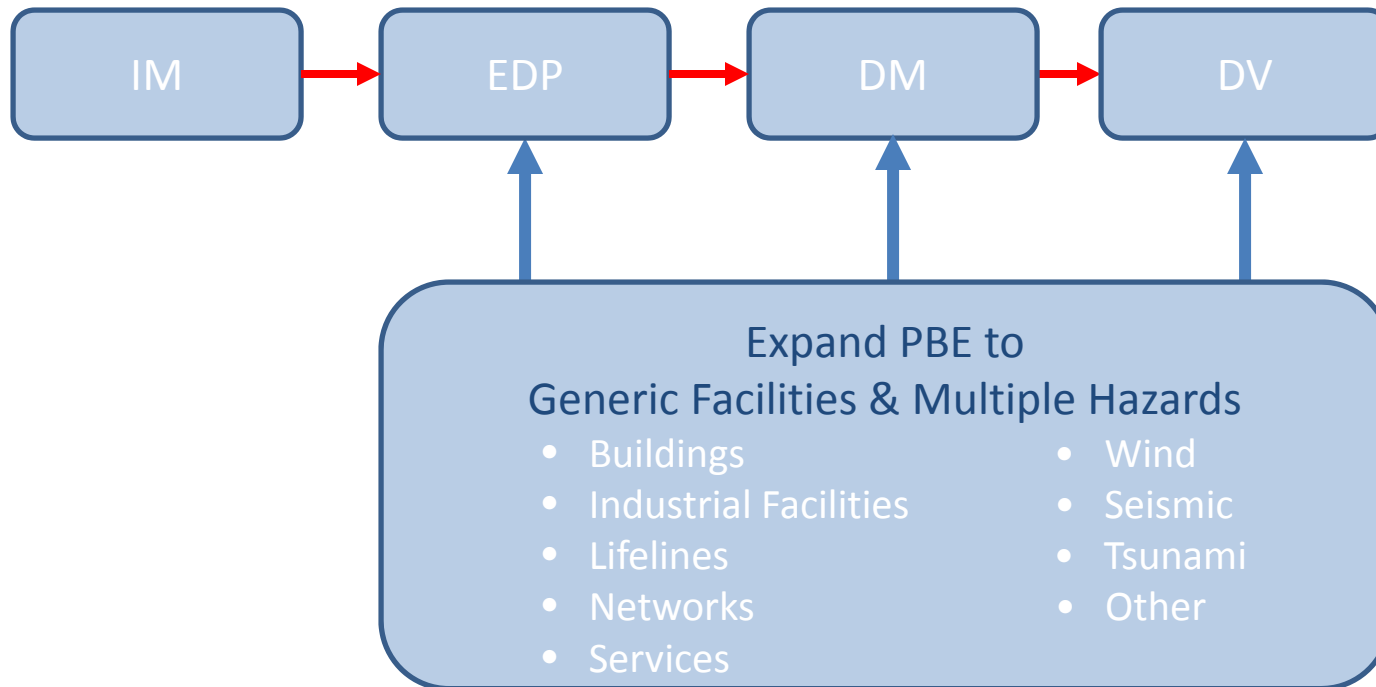 IM
EDP
DM
DV
Expand PBE to
Generic Facilities & Multiple Hazards
• Buildings
• Industrial Facilities
• Lifelines
• Networks
• Services
• Wind
• Seismic
• Tsunami
• Other